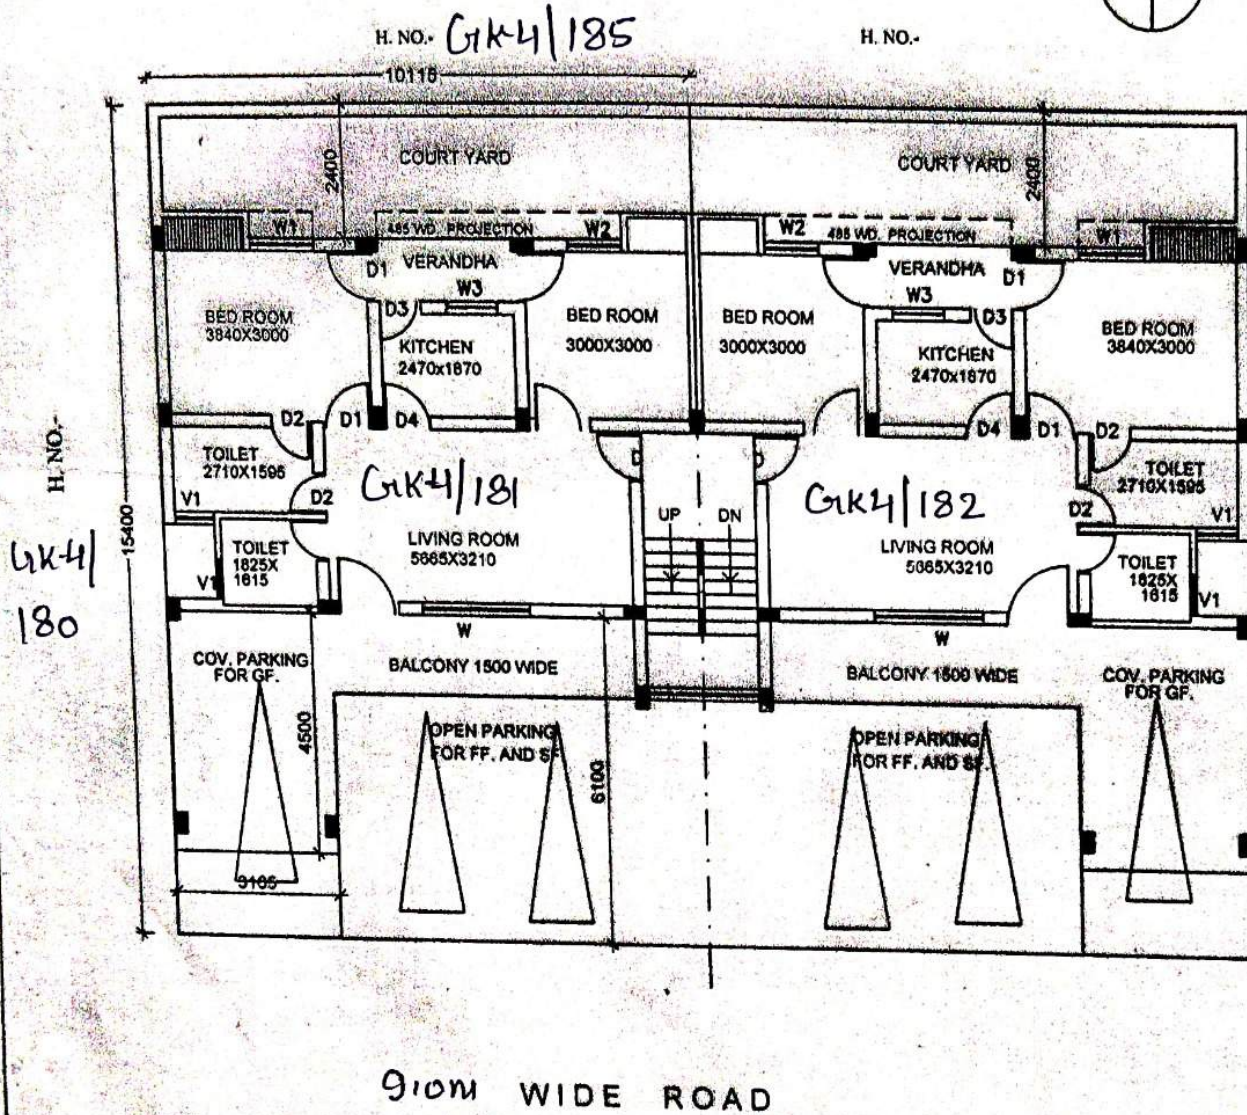 H. NO.- GK-4/185
H. NO.-
10115
COURT YARD
COURT YARD
2400
2400
W1
485 WD. PROJECTION
W2
W2
485 WD. PROJECTION
W1
D1
VERANDHA
VERANDHA
D1
W3
W3
D3
D3
BED ROOM
3840X3000
KITCHEN
2470x1870
BED ROOM
3000X3000
BED ROOM
3000X3000
KITCHEN
2470x1870
BED ROOM
3840X3000
H. NO.-
GK-4/
180
15400
D2
D1
D4
D4
D1
D2
TOILET
2710X1595
D
D
TOILET
2710X1595
GK-4/181
GK4/182
V1
D2
D2
V1
UP
DN
TOILET
1825X
1615
LIVING ROOM
5665X3210
LIVING ROOM
5665X3210
TOILET
1825X
1615
V1
V1
W
W
COV. PARKING
FOR GF.
BALCONY 1500 WIDE
BALCONY 1500 WIDE
COV. PARKING
FOR GF.
4500
OPEN PARKING
FOR FF. AND SF.
6100
OPEN PARKING
FOR FF. AND SF.
3165
9.10M WIDE ROAD